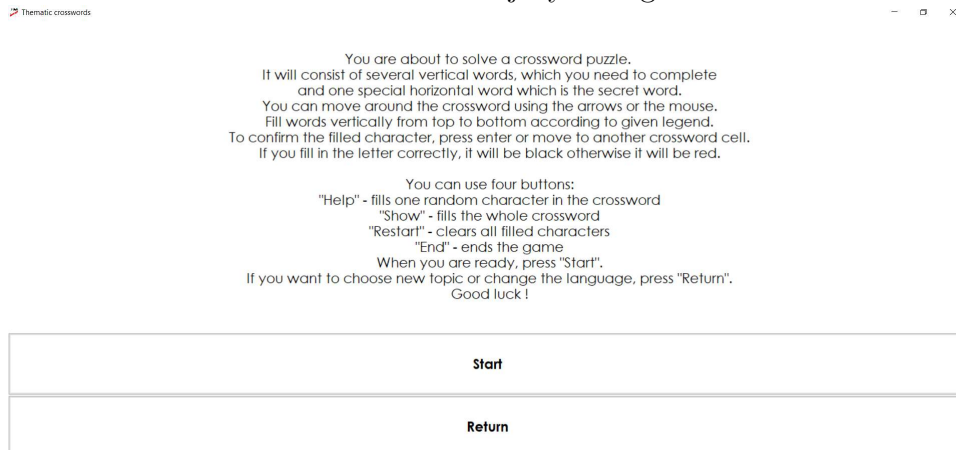 Thematic crosswords
You are about to solve a crossword puzzle.
It will consist of several vertical words, which you need to complete
and one special horizontal word which is the secret word.
You can move around the crossword using the arrows or the mouse.
Fill words vertically from top to bottom according to given legend.
To confirm the filled character, press enter or move to another crossword cell.
If you fill in the letter correctly, it will be black otherwise it will be red.
You can use four buttons:
"Help" - fills one random character in the crossword
"Show" - fills the whole crossword
"Restart" - clears all filled characters
"End" - ends the game
When you are ready, press "Start".
If you want to choose new topic or change the language, press "Return".
Good luck !
Start
Return